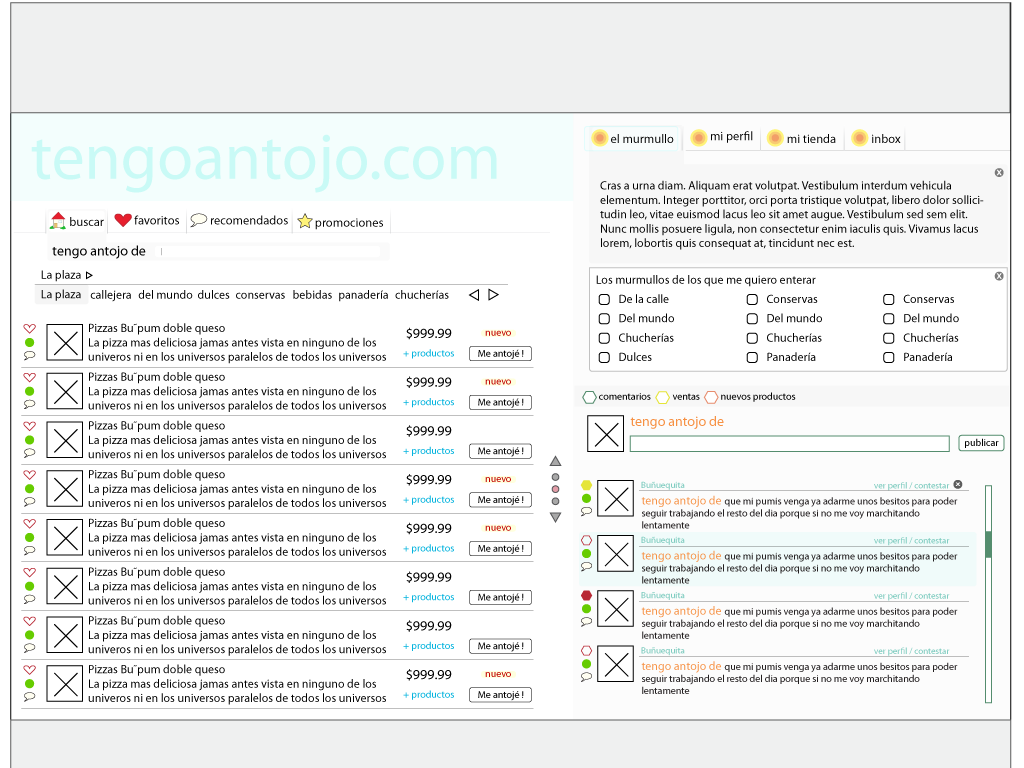 tengoantojo.com
buscar favoritos recomendados promociones
tengo antojo de
La plaza
La plaza callejera del mundo dulces conservas bebidas panadería chucherías
Pizzas Bu¨pum doble queso
La pizza mas deliciosa jamas antes vista en ninguno de los
univeros ni en los universos paralelos de todos los universos
$999.99 nuevo
+ productos Me antojé !
Pizzas Bu¨pum doble queso
La pizza mas deliciosa jamas antes vista en ninguno de los
univeros ni en los universos paralelos de todos los universos
$999.99 nuevo
+ productos Me antojé !
Pizzas Bu¨pum doble queso
La pizza mas deliciosa jamas antes vista en ninguno de los
univeros ni en los universos paralelos de todos los universos
$999.99
+ productos Me antojé !
Pizzas Bu¨pum doble queso
La pizza mas deliciosa jamas antes vista en ninguno de los
univeros ni en los universos paralelos de todos los universos
$999.99 nuevo
+ productos Me antojé !
Pizzas Bu¨pum doble queso
La pizza mas deliciosa jamas antes vista en ninguno de los
univeros ni en los universos paralelos de todos los universos
$999.99 nuevo
+ productos Me antojé !
Pizzas Bu¨pum doble queso
La pizza mas deliciosa jamas antes vista en ninguno de los
univeros ni en los universos paralelos de todos los universos
$999.99
+ productos Me antojé !
Pizzas Bu¨pum doble queso
La pizza mas deliciosa jamas antes vista en ninguno de los
univeros ni en los universos paralelos de todos los universos
$999.99
+ productos Me antojé !
Pizzas Bu¨pum doble queso
La pizza mas deliciosa jamas antes vista en ninguno de los
univeros ni en los universos paralelos de todos los universos
$999.99 nuevo
+ productos Me antojé !
el murmullo mi perfil mi tienda inbox
Cras a urna diam. Aliquam erat volutpat. Vestibulum interdum vehicula
elementum. Integer porttitor, orci porta tristique volutpat, libero dolor sollici-
tudin leo, vitae euismod lacus leo sit amet augue. Vestibulum sed sem elit.
Nunc mollis posuere ligula, non consectetur enim iaculis quis. Vivamus lacus
lorem, lobortis quis consequat at, tincidunt nec est.
Los murmullos de los que me quiero enterar
De la calle Conservas Conservas
Del mundo Del mundo Del mundo
Chucherías Chucherías Chucherías
Dulces Panadería Panadería
comentarios ventas nuevos productos
tengo antojo de
publicar
Buñuequita ver perfil / contestar
tengo antojo de que mi pumis venga ya adarme unos besitos para poder
seguir trabajando el resto del dia porque si no me voy marchitando
lentamente
Buñuequita ver perfil / contestar
tengo antojo de que mi pumis venga ya adarme unos besitos para poder
seguir trabajando el resto del dia porque si no me voy marchitando
lentamente
Buñuequita ver perfil / contestar
tengo antojo de que mi pumis venga ya adarme unos besitos para poder
seguir trabajando el resto del dia porque si no me voy marchitando
lentamente
Buñuequita ver perfil / contestar
tengo antojo de que mi pumis venga ya adarme unos besitos para poder
seguir trabajando el resto del dia porque si no me voy marchitando
lentamente